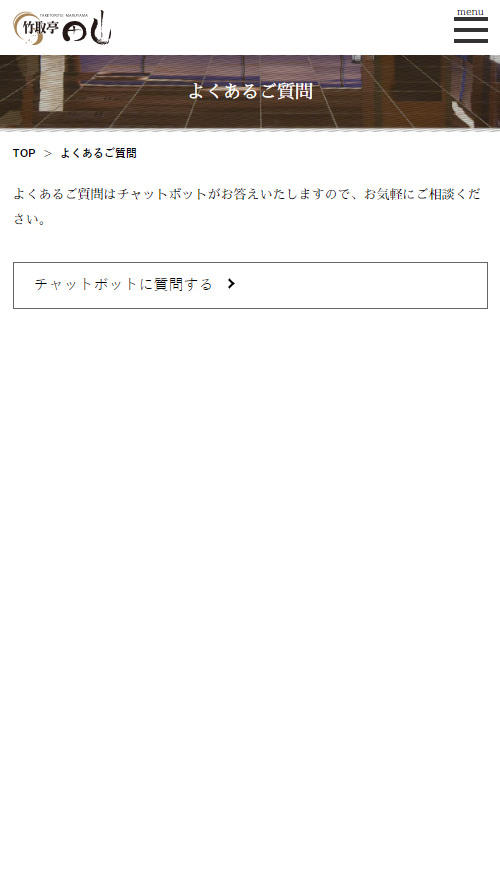 TAKETORITEI MARUYAMA
竹取亭
menu
よくあるご質問
TOP ＞ よくあるご質問
よくあるご質問はチャットボットがお答えいたしますので、お気軽にご相談くだ
さい。
チャットボットに質問する